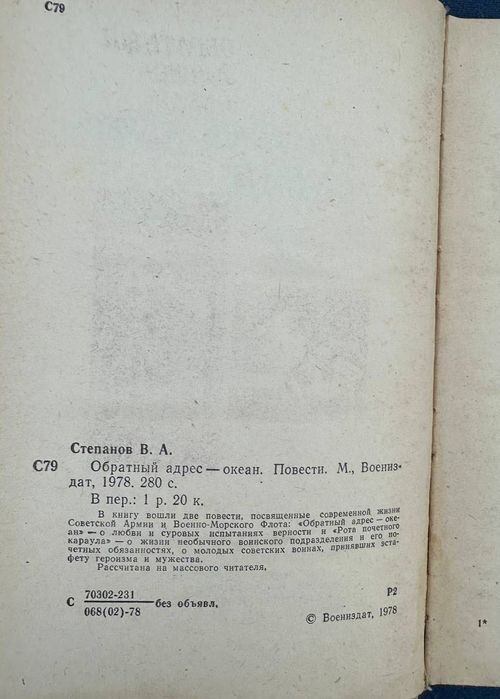 С79
Степанов В. А.
С79 Обратный адрес — океан. Повести. М., Воениз-
дат, 1978. 280 с.
В пер.: 1 р. 20 к.
В книгу вошли две повести, посвященные современной жизни
Советской Армии и Военно-Морского Флота: «Обратный адрес — оке-
ан» — о любви и суровых испытаниях верности и «Рота почетного
караула» — о жизни необычного воинского подразделения и его по-
четных обязанностях, о молодых советских воинах, принявших эста-
фету героизма и мужества.
Рассчитана на массового читателя.
70302-231 Р2
С без объявл.
068(02)-78
© Воениздат, 1978
1*